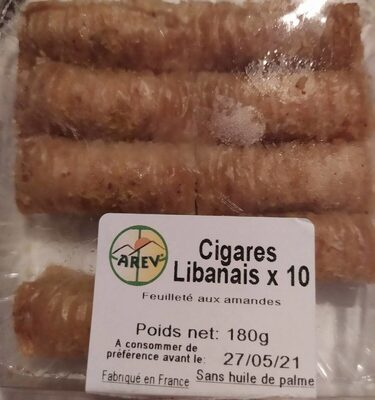 AREV
Cigares
Libanais x 10
Feuilleté aux amandes
Poids net: 180g
A consommer de
préférence avant le: 27/05/21
Fabriqué en France Sans huile de palme